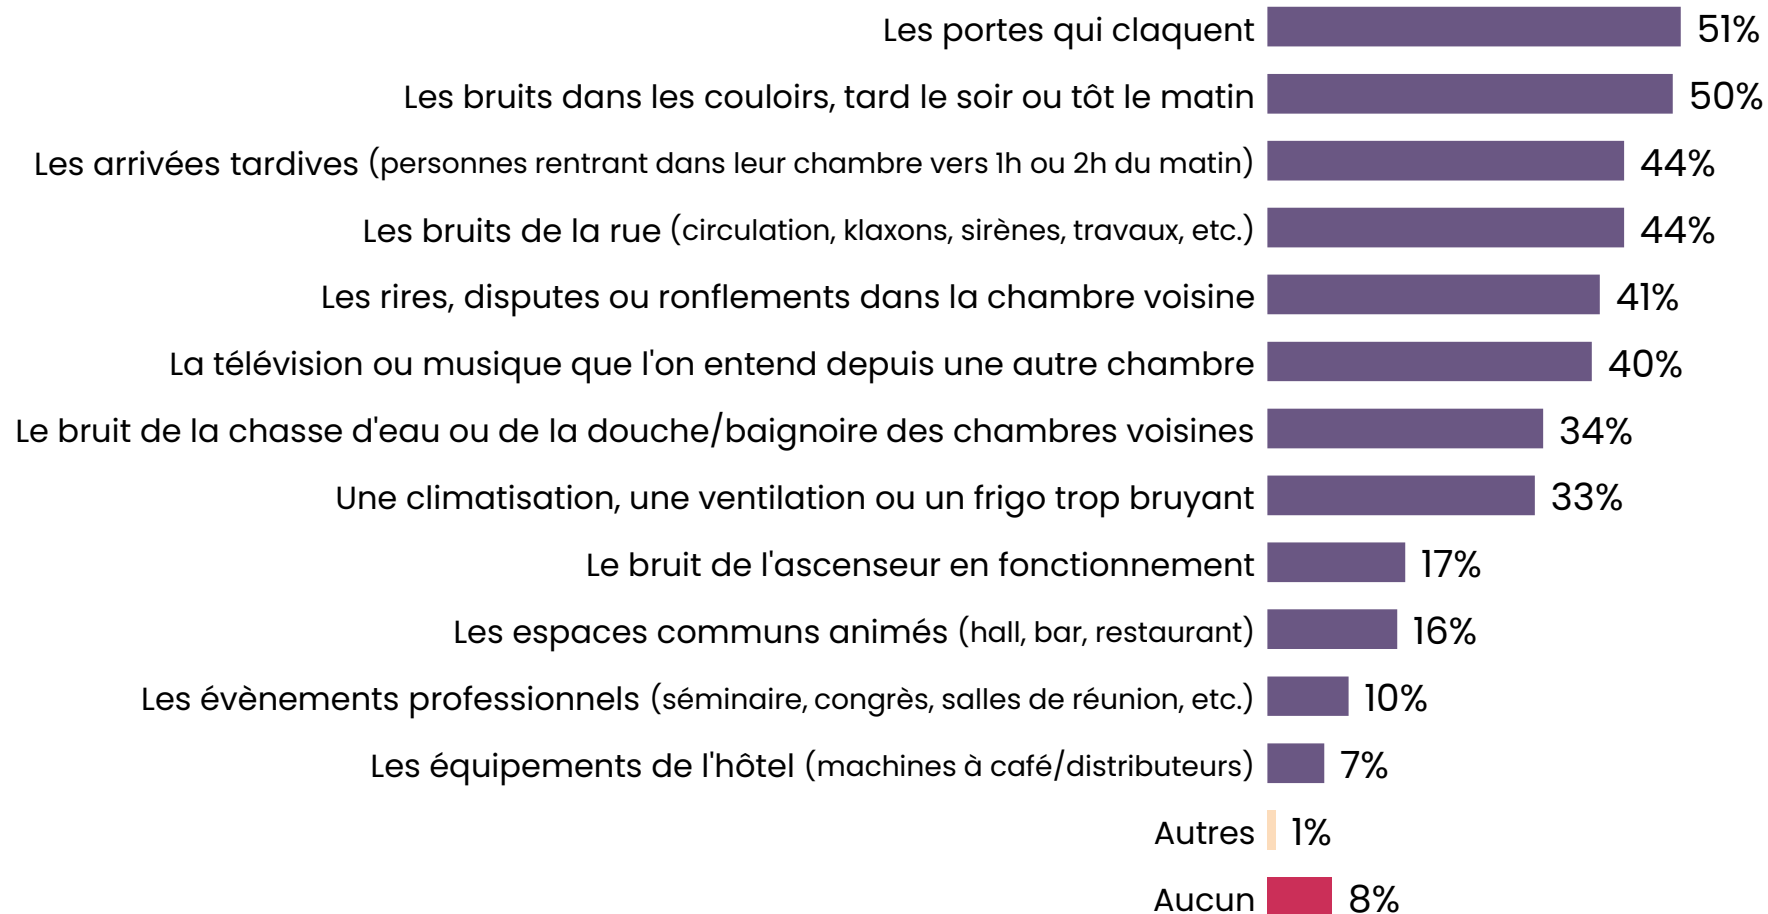 Les portes qui claquent 51%
Les bruits dans les couloirs, tard le soir ou tôt le matin 50%
Les arrivées tardives (personnes rentrant dans leur chambre vers 1h ou 2h du matin) 44%
Les bruits de la rue (circulation, klaxons, sirènes, travaux, etc.) 44%
Les rires, disputes ou ronflements dans la chambre voisine 41%
La télévision ou musique que l'on entend depuis une autre chambre 40%
Le bruit de la chasse d'eau ou de la douche/baignoire des chambres voisines 34%
Une climatisation, une ventilation ou un frigo trop bruyant 33%
Le bruit de l'ascenseur en fonctionnement 17%
Les espaces communs animés (hall, bar, restaurant) 16%
Les évènements professionnels (séminaire, congrès, salles de réunion, etc.) 10%
Les équipements de l'hôtel (machines à café/distributeurs) 7%
Autres 1%
Aucun 8%